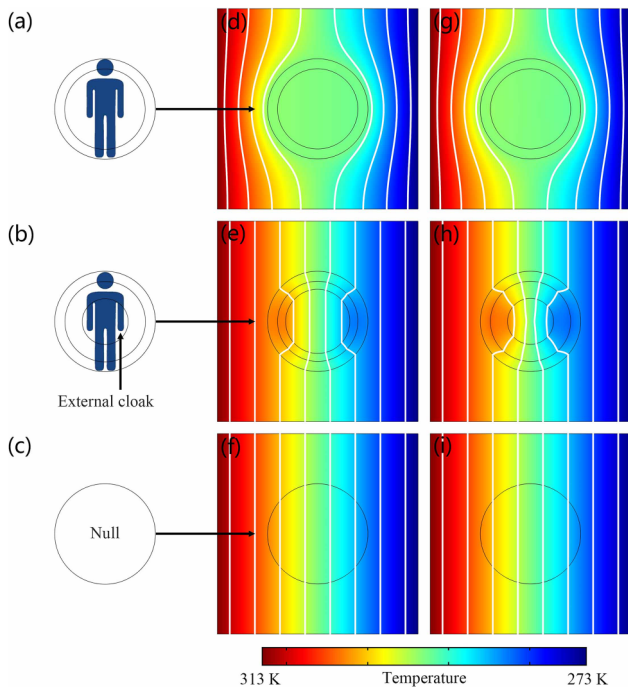 (a)
(d)
(g)
(b)
(e)
(h)
External cloak
(c)
(f)
(i)
Null
313 K
Temperature
273 K